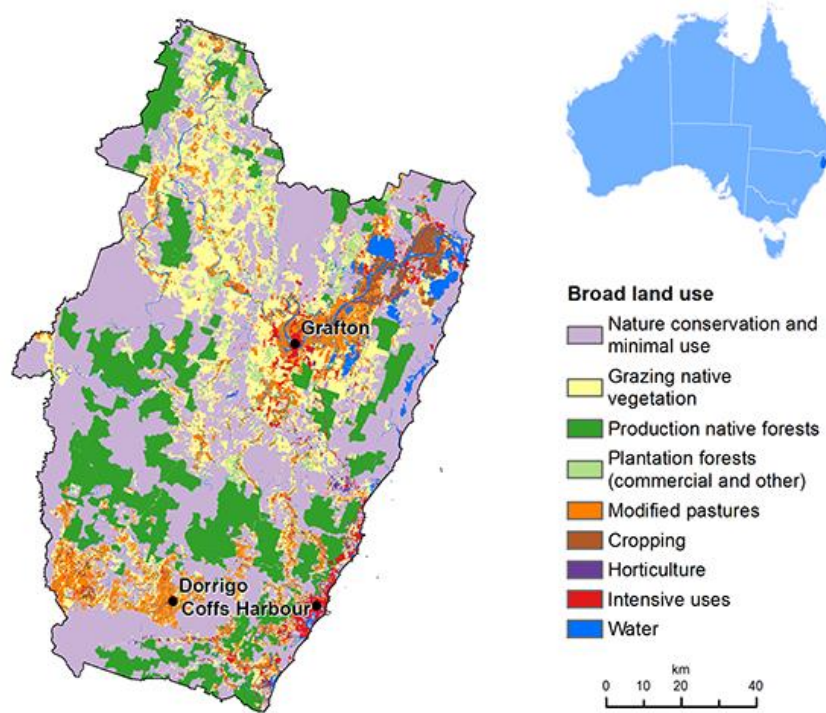 Grafton
Dorrigo
Coffs Harbour
Broad land use
Nature conservation and
minimal use
Grazing native
vegetation
Production native forests
Plantation forests
(commercial and other)
Modified pastures
Cropping
Horticulture
Intensive uses
Water
km
0 10 20 40